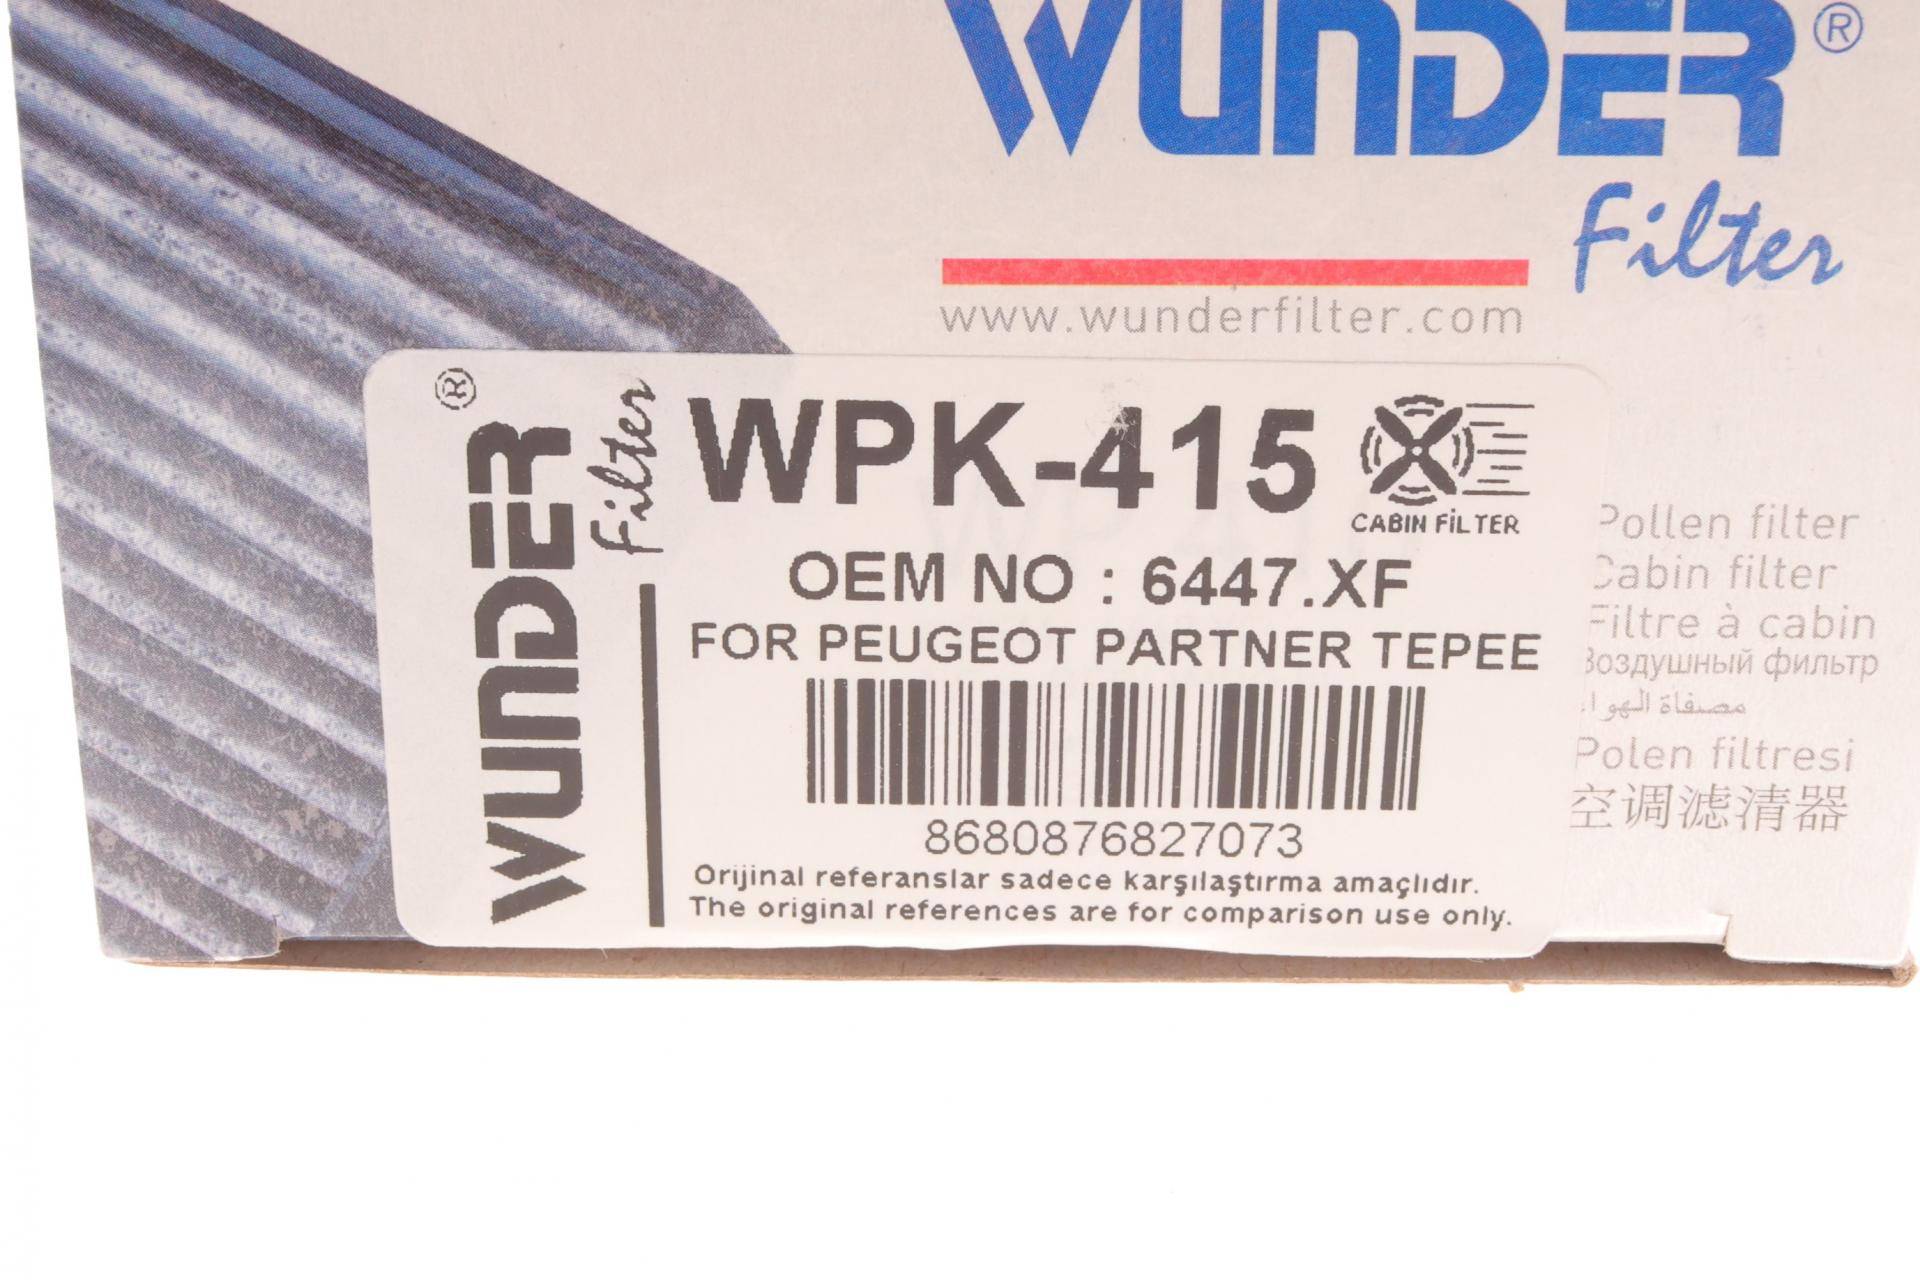 WUNDER®
Filter
www.wunderfilter.com
WUNDER® Filter
WPK-415
CABIN FİLTER
OEM NO : 6447.XF
FOR PEUGEOT PARTNER TEPEE
8680876827073
Orijinal referanslar sadece karşılaştırma amaçlıdır.
The original references are for comparison use only.
Pollen filter
Cabin filter
Filtre à cabin
Воздушный фильтр
مصفاة الهواء
Polen filtresi
空调滤清器